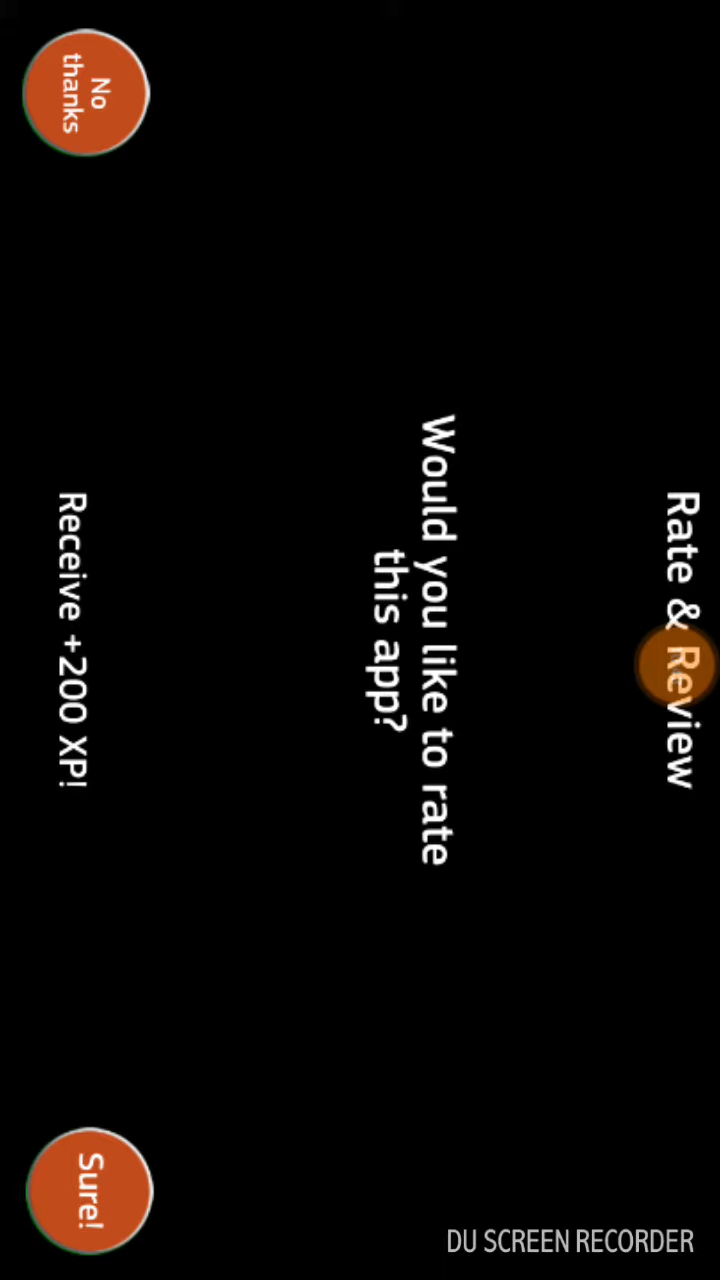 Rate & Review
Would you like to rate
this app?
No
thanks
Receive +200 XP!
Sure!
DU SCREEN RECORDER